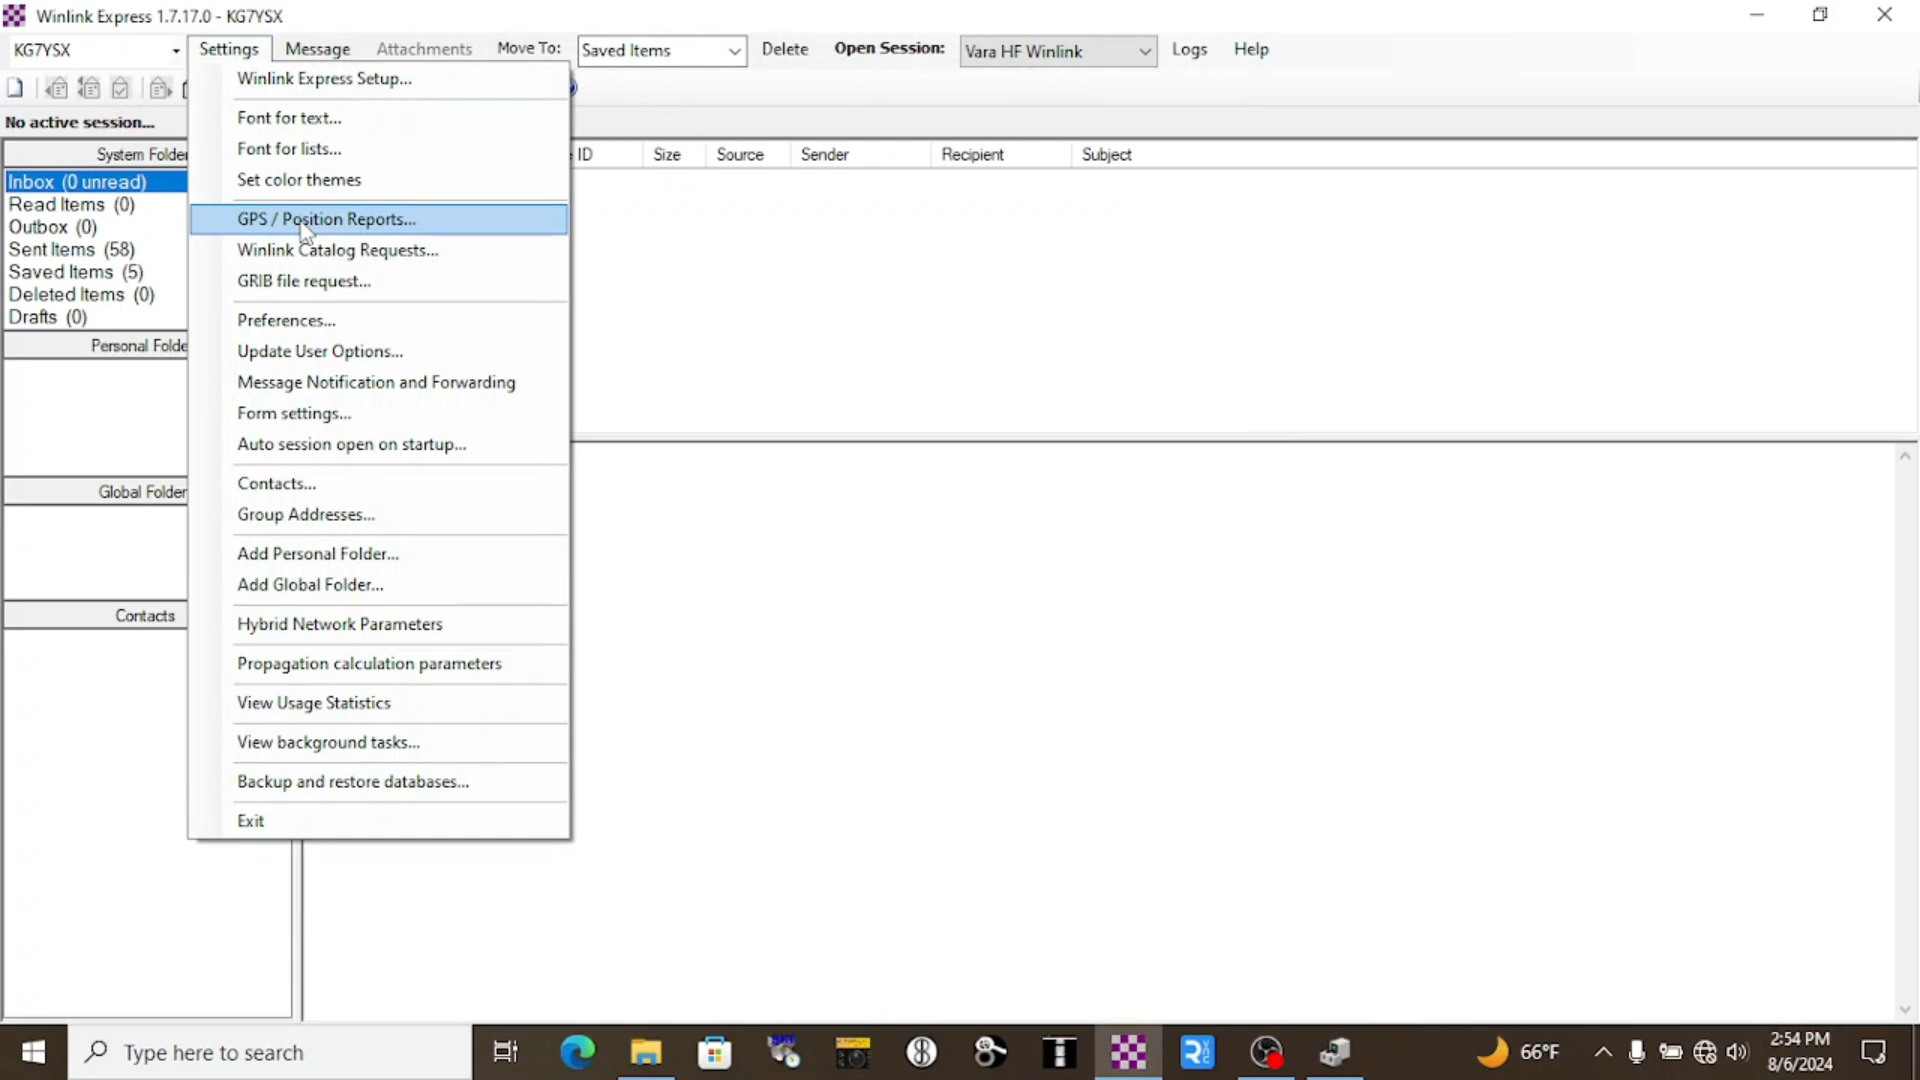 Winlink Express 1.7.17.0 - KG7YSX
KG7YSX Settings Message Attachments Move To: Saved Items Delete Open Session: Vara HF Winlink Logs Help
No active session...
System Folde
ID Size Source Sender Recipient Subject
Inbox (0 unread)
Read Items (0)
Outbox (0)
Sent Items (58)
Saved Items (5)
Deleted Items (0)
Drafts (0)
Personal Folde
Global Folder
Contacts
Winlink Express Setup...
Font for text...
Font for lists...
Set color themes
GPS / Position Reports...
Winlink Catalog Requests...
GRIB file request...
Preferences...
Update User Options...
Message Notification and Forwarding
Form settings...
Auto session open on startup...
Contacts...
Group Addresses...
Add Personal Folder...
Add Global Folder...
Hybrid Network Parameters
Propagation calculation parameters
View Usage Statistics
View background tasks...
Backup and restore databases...
Exit
Type here to search
66°F
2:54 PM
8/6/2024